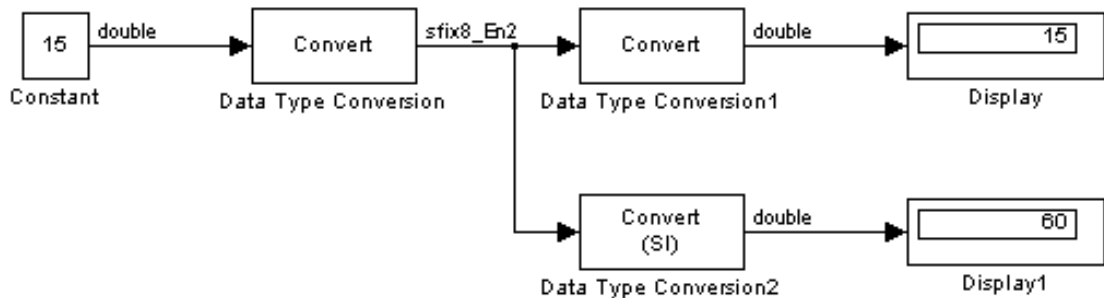 15
double
Convert
sfix8_En2
Convert
double
15
Constant
Data Type Conversion
Data Type Conversion1
Display
Convert
(SI)
double
60
Data Type Conversion2
Display1